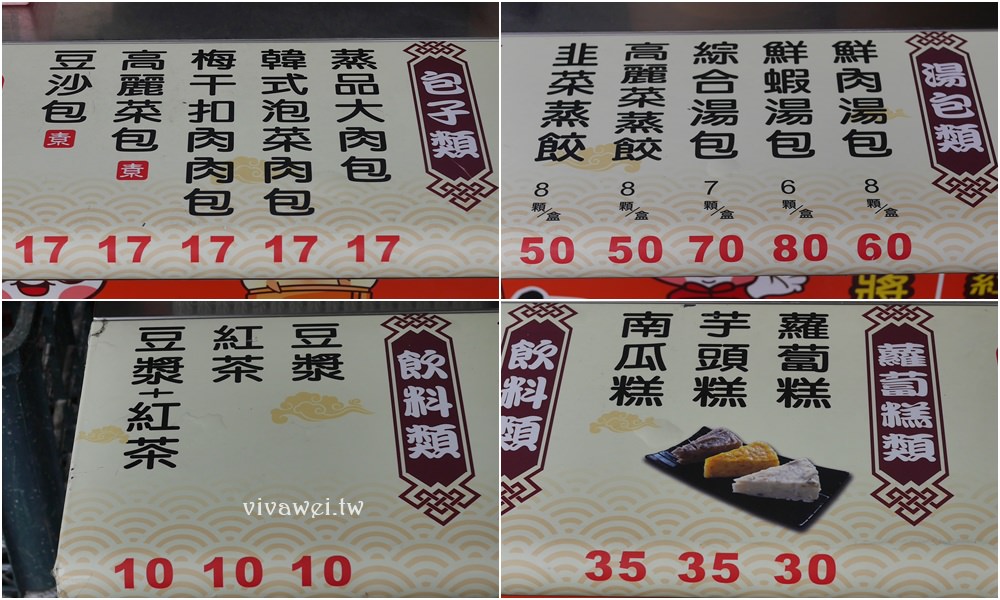 包子類
蒸品大肉包
韓式泡菜肉包
梅干扣肉肉包
高麗菜包
素
豆沙包
素
17 17 17 17 17
湯包類
鮮肉湯包
8顆/盒
鮮蝦湯包
6顆/盒
綜合湯包
7顆/盒
高麗菜蒸餃
8顆/盒
韭菜蒸餃
8顆/盒
50 50 70 80 60
飲料類
豆漿
紅茶
豆漿+紅茶
10 10 10
vivawei.tw
蘿蔔糕類
蘿蔔糕
芋頭糕
南瓜糕
飲料類
35 35 30